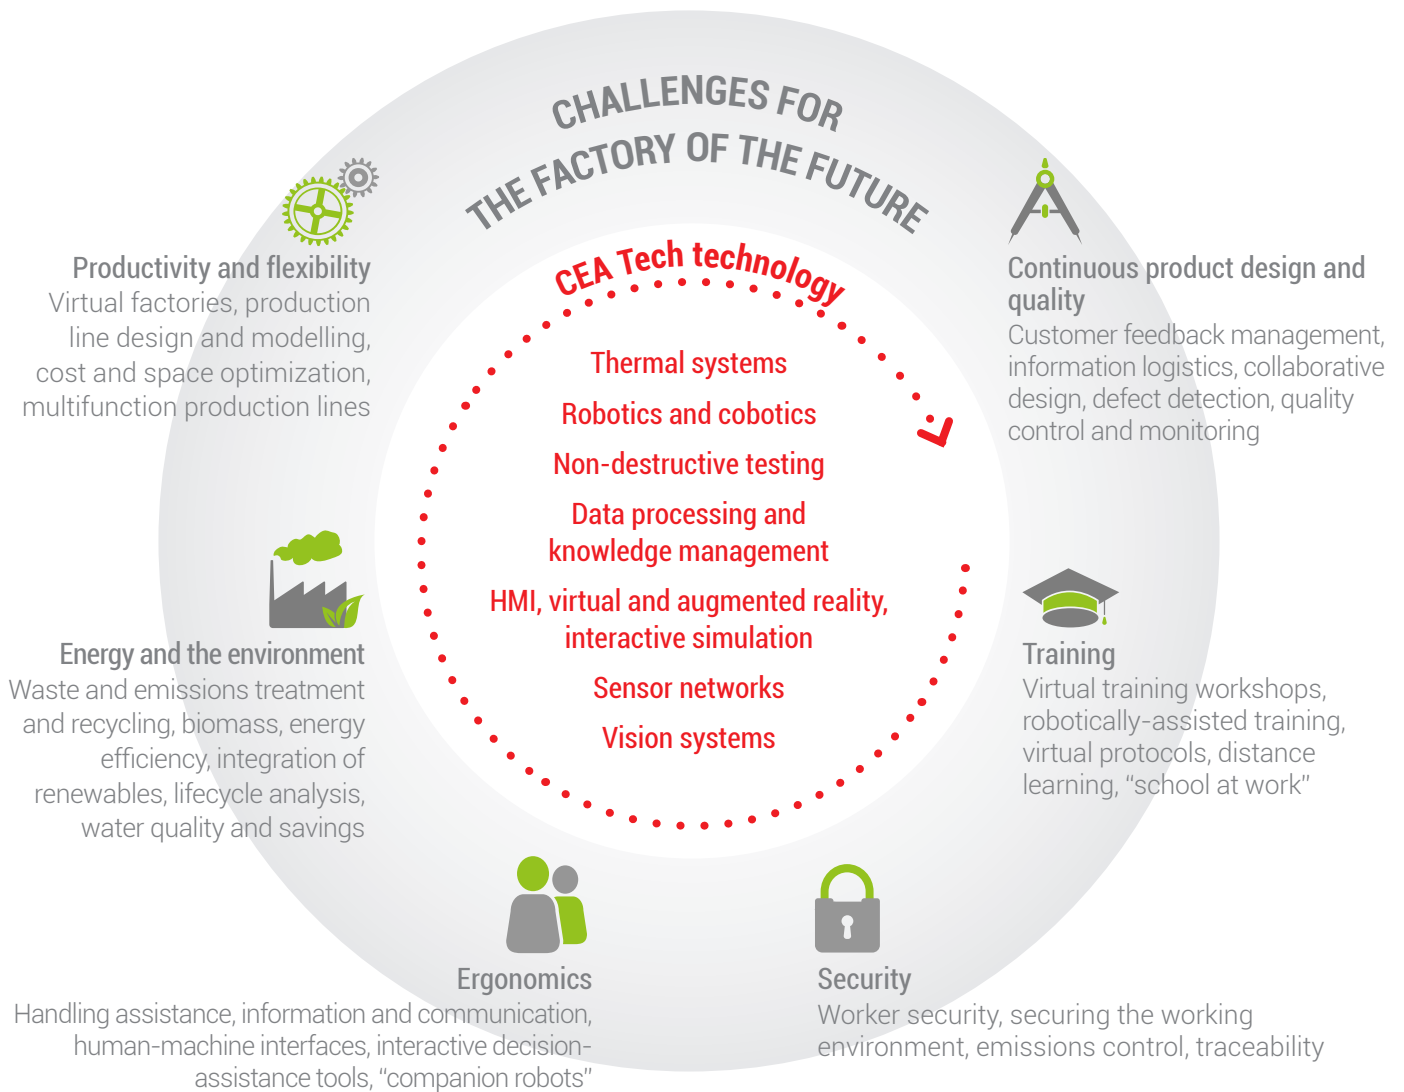 CHALLENGES FOR
THE FACTORY OF THE FUTURE
CEA Tech technology
Thermal systems
Robotics and cobotics
Non-destructive testing
Data processing and
knowledge management
HMI, virtual and augmented reality,
interactive simulation
Sensor networks
Vision systems
Productivity and flexibility
Virtual factories, production
line design and modelling,
cost and space optimization,
multifunction production lines
Continuous product design and
quality
Customer feedback management,
information logistics, collaborative
design, defect detection, quality
control and monitoring
Energy and the environment
Waste and emissions treatment
and recycling, biomass, energy
efficiency, integration of
renewables, lifecycle analysis,
water quality and savings
Training
Virtual training workshops,
robotically-assisted training,
virtual protocols, distance
learning, “school at work”
Ergonomics
Handling assistance, information and communication,
human-machine interfaces, interactive decision-
assistance tools, “companion robots”
Security
Worker security, securing the working
environment, emissions control, traceability